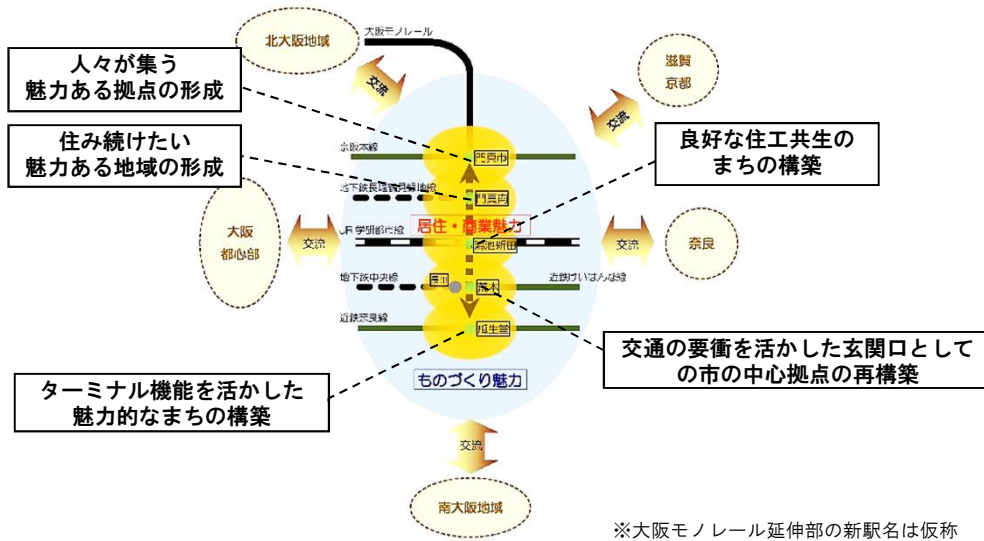 大阪モノレール
北大阪地域
滋賀
京都
人々が集う
魅力ある拠点の形成
交流
交流
住み続けたい
魅力ある地域の形成
良好な住工共生の
まちの構築
京阪本線
門真市
地下鉄長堀鶴見緑地線
門真南
大阪
都心部
交流
居住・商業魅力
JR学研都市線
鴻池新田
交流
奈良
地下鉄中央線
長田
荒本
近鉄けいはんな線
近鉄奈良線
瓜生堂
交通の要衝を活かした玄関口として
の市の中心拠点の再構築
ターミナル機能を活かした
魅力的なまちの構築
ものづくり魅力
交流
南大阪地域
※大阪モノレール延伸部の新駅名は仮称